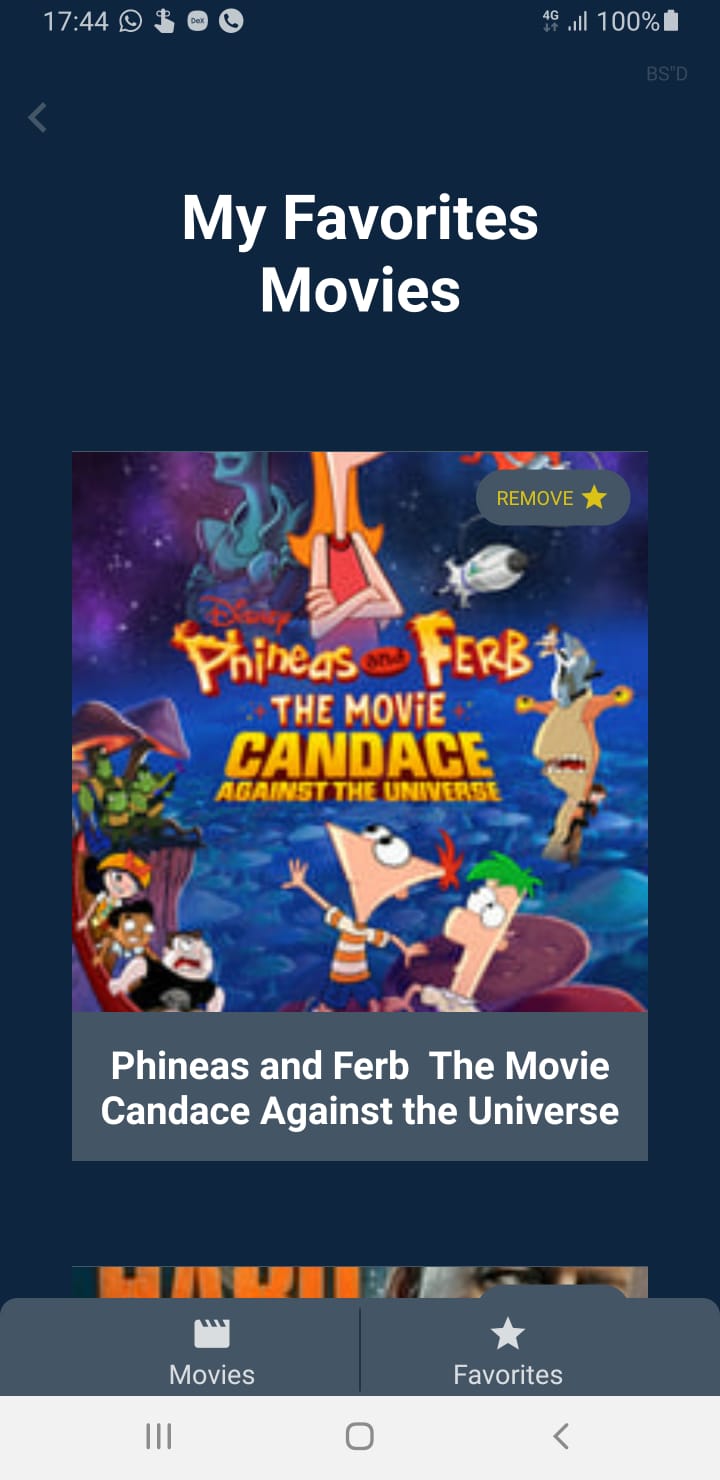 17:44
DeX
4G
100%
BS"D
My Favorites
Movies
REMOVE
Disney
Phineas and FERB
THE MOViE
CANDACE
AGAINST THE UNIVERSE
Phineas and Ferb  The Movie
Candace Against the Universe
Movies
Favorites